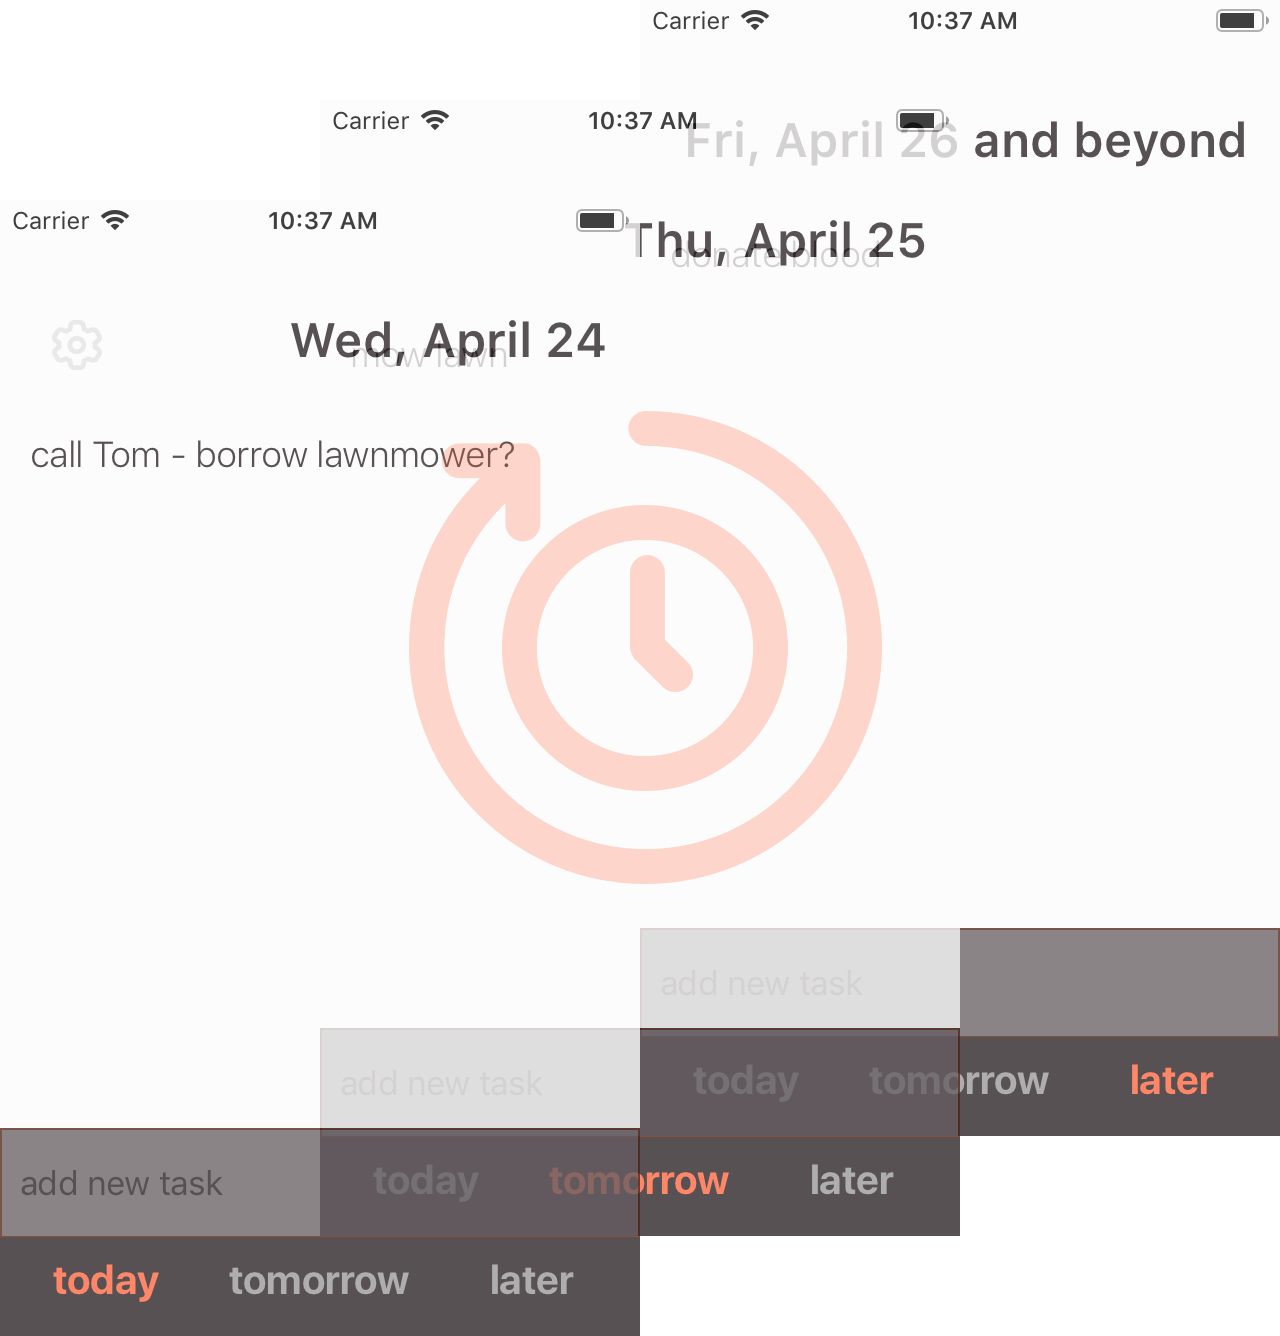 Carrier 10:37 AM
Carrier 10:37 AM
Fri, April 26 and beyond
Carrier 10:37 AM
Thu, April 25
donate blood
Wed, April 24
mow lawn
call Tom - borrow lawnmower?
add new task
add new task
today tomorrow later
add new task
today tomorrow later
today tomorrow later